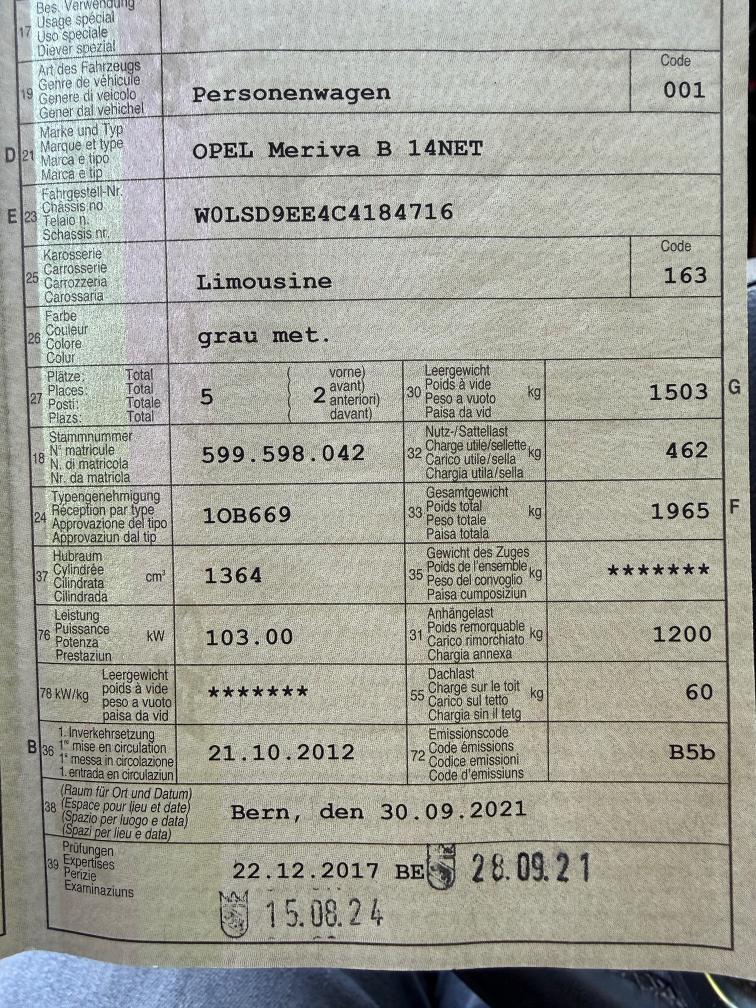 17 Bes. Verwendung
Usage spécial
Uso speciale
Diever spezial
19 Art des Fahrzeugs
Genre de véhicule
Genere di veicolo
Gener dal vehichel
Personenwagen
Code
001
D 21 Marke und Typ
Marque et type
Marca e tipo
Marca e tip
OPEL Meriva B 14NET
E 23 Fahrgestell-Nr.
Châssis no
Telaio n.
Schassis nr.
W0LSD9EE4C4184716
25 Karosserie
Carrosserie
Carrozzeria
Carossaria
Limousine
Code
163
26 Farbe
Couleur
Colore
Colur
grau met.
27 Plätze: Total
Places: Total
Posti: Totale
Plazs: Total
5
( vorne)
2 avant)
anteriori)
( davant)
30 Leergewicht
Poids à vide kg
Peso a vuoto
Paisa da vid
1503 G
18 Stammnummer
N° matricule
N. di matricola
Nr. da matricla
599.598.042
32 Nutz-/Sattellast
Charge utile/sellette kg
Carico utile/sella
Chargia utila/sella
462
24 Typengenehmigung
Réception par type
Approvazione del tipo
Approvaziun dal tip
1OB669
33 Gesamtgewicht
Poids total kg
Peso totale
Paisa totala
1965 F
37 Hubraum
Cylindrée cm³
Cilindrata
Cilindrada
1364
35 Gewicht des Zuges
Poids de l'ensemble kg
Peso del convoglio
Paisa cumposiziun
*******
76 Leistung
Puissance kW
Potenza
Prestaziun
103.00
31 Anhängelast
Poids remorquable kg
Carico rimorchiato
Chargia annexa
1200
78 kW/kg Leergewicht
poids à vide
peso a vuoto
paisa da vid
*******
55 Dachlast
Charge sur le toit kg
Carico sul tetto
Chargia sin il tetg
60
B 36 1. Inverkehrsetzung
1re mise en circulation
1a messa in circolazione
1. entrada en circulaziun
21.10.2012
72 Emissionscode
Code émissions
Codice emissioni
Code d'emissiuns
B5b
38 (Raum für Ort und Datum)
(Espace pour lieu et date)
(Spazio per luogo e data)
(Spazi per lieu e data)
Bern, den 30.09.2021
39 Prüfungen
Expertises
Perizie
Examinaziuns
22.12.2017 BE 28.09.21
15.08.24